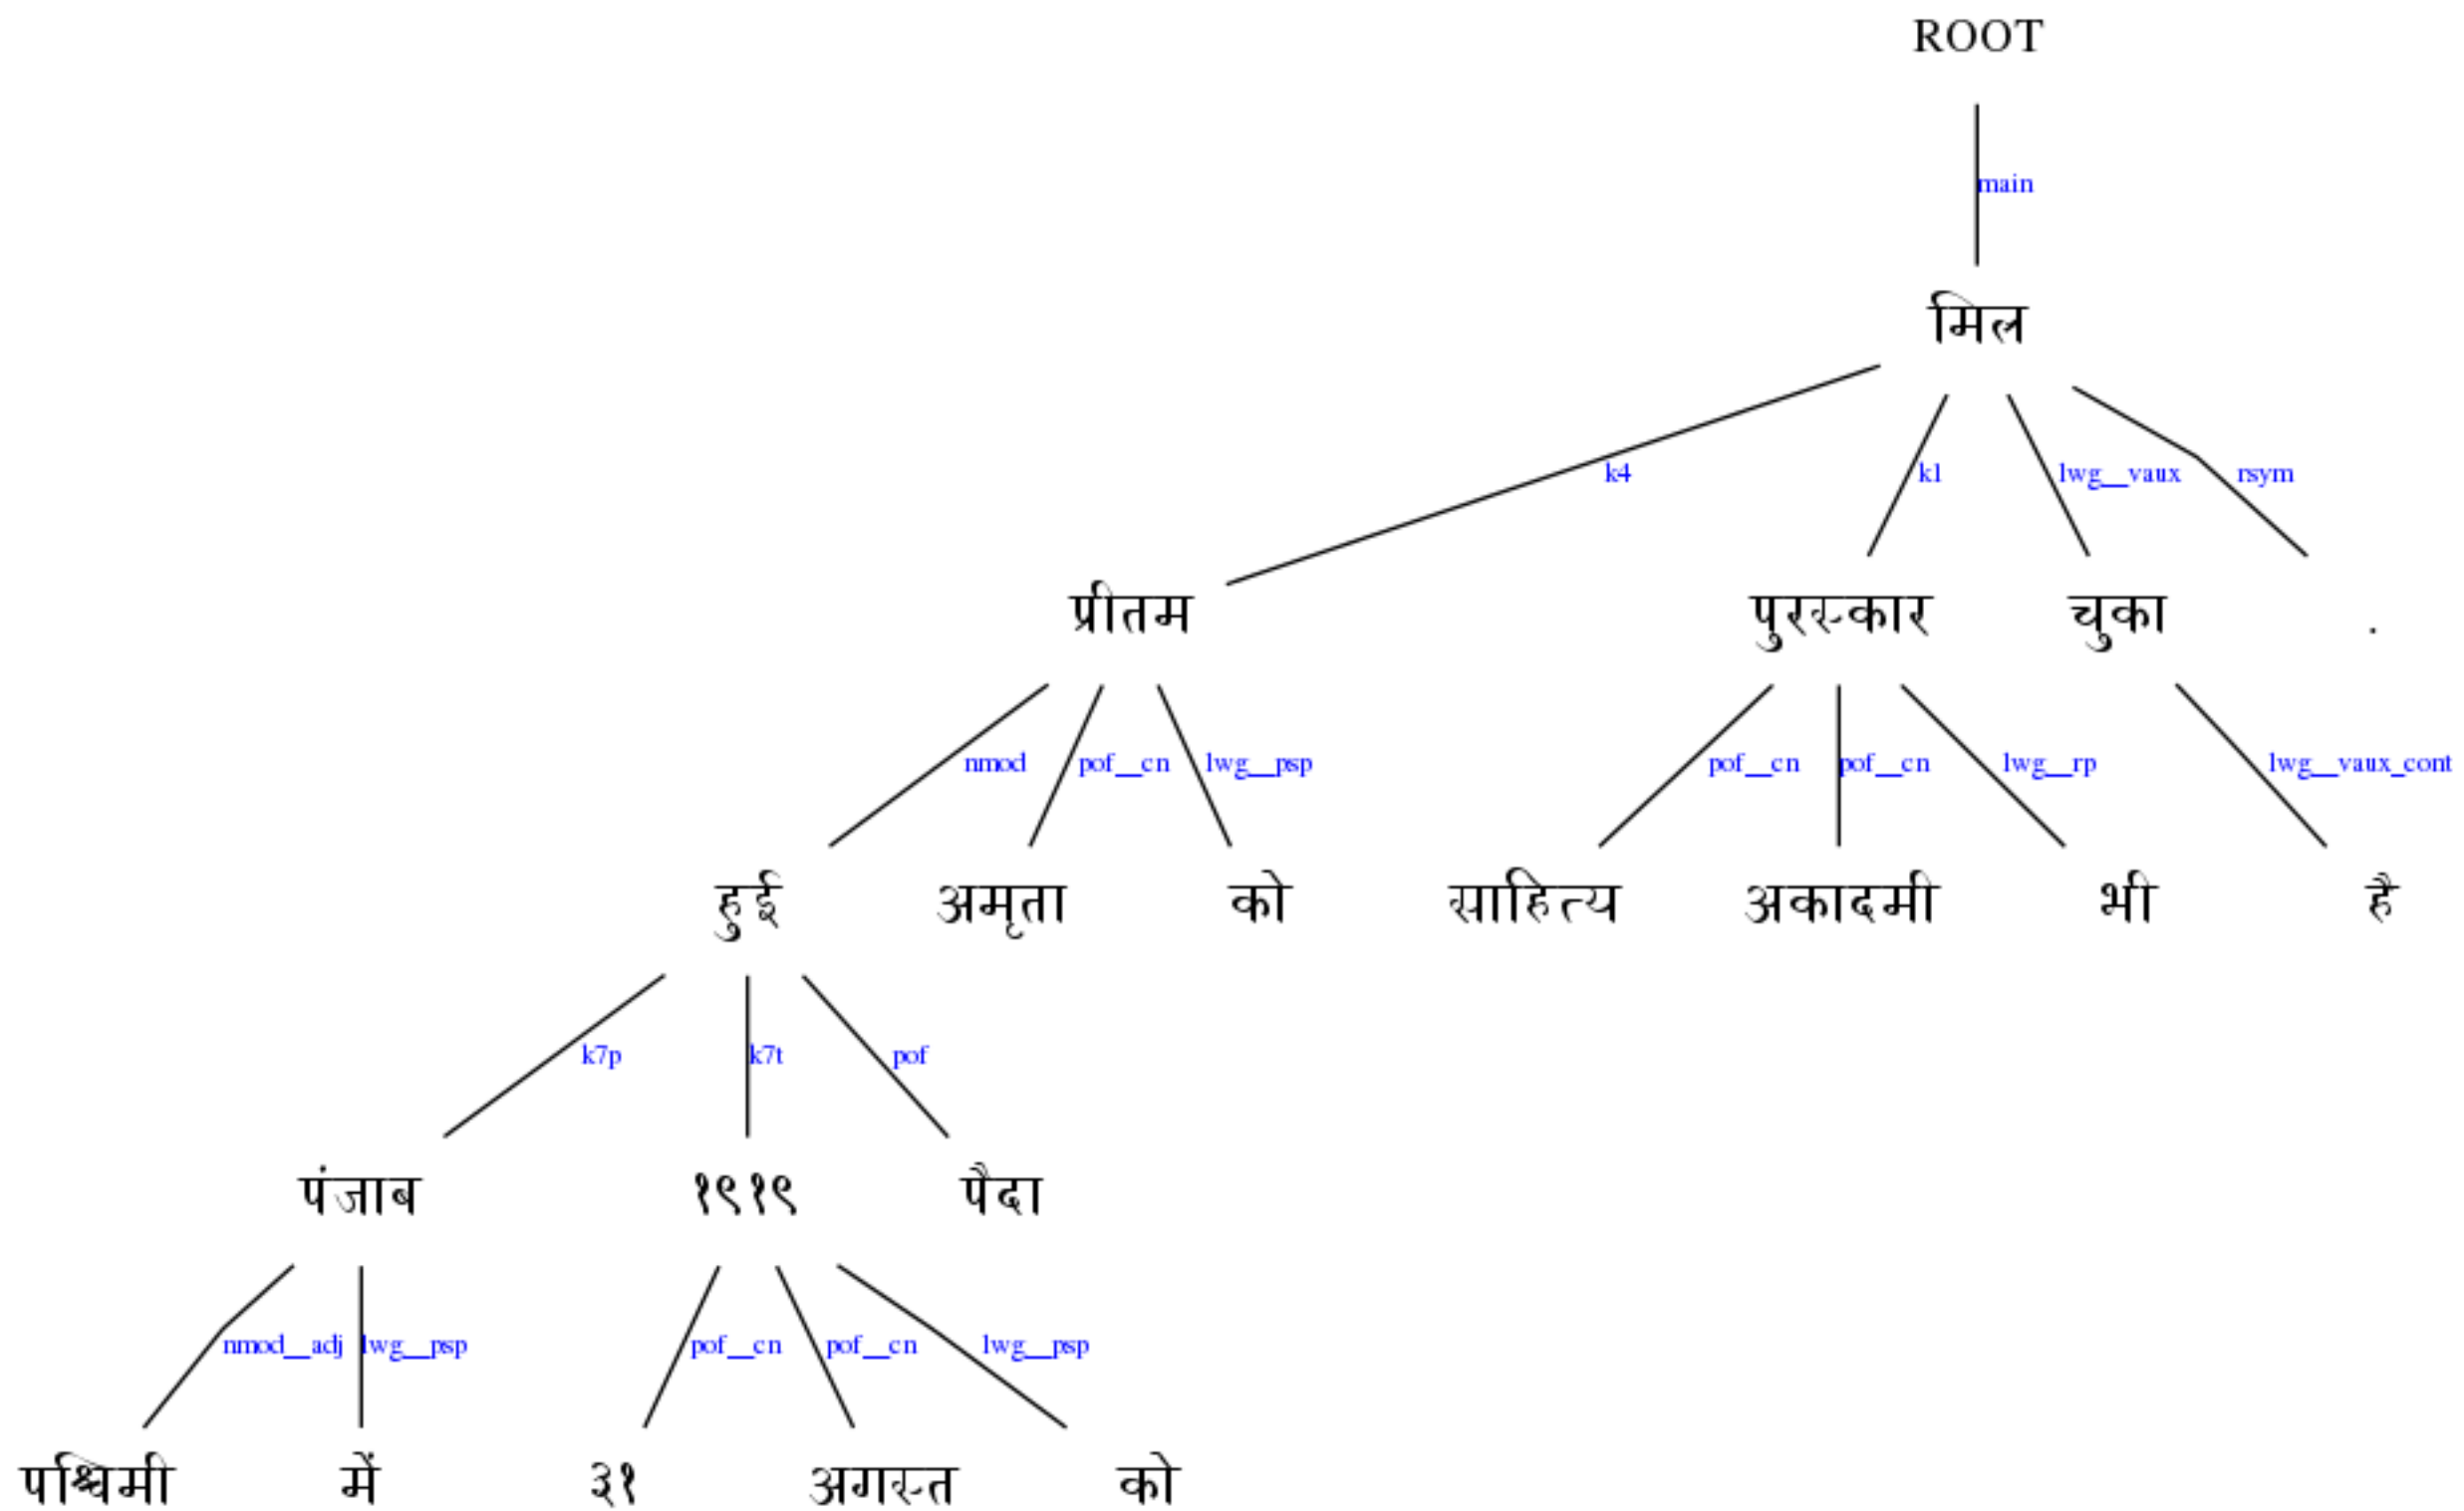 ROOT
main
मिल
k4 k1 lwg__vaux rsym
प्रीतम पुरस्कार चुका .
nmod pof__cn lwg__psp pof__cn pof__cn lwg__rp lwg__vaux_cont
हुई अमृता को साहित्य अकादमी भी है
k7p k7t pof
पंजाब १९१९ पैदा
nmod__adj lwg__psp pof__cn pof__cn lwg__psp
पश्चिमी में ३१ अगस्त को